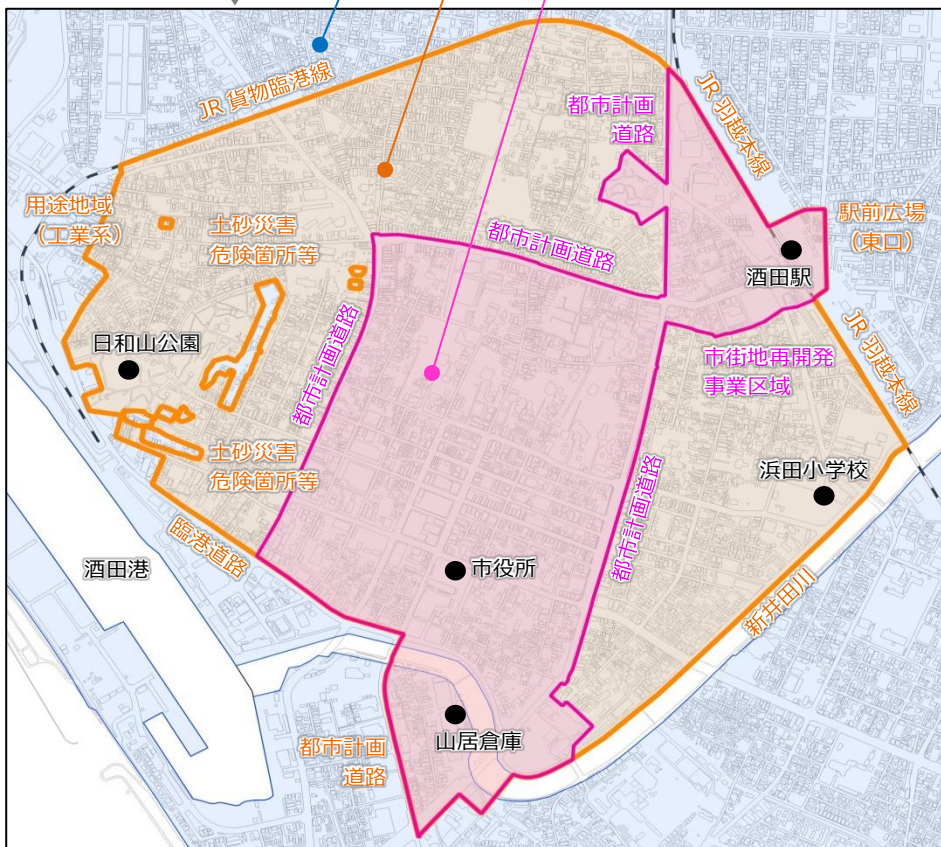 JR 貨物臨港線
都市計画
道路
JR 羽越本線
用途地域
（工業系）
土砂災害
危険箇所等
都市計画道路
駅前広場
（東口）
酒田駅
日和山公園
都市計画道路
市街地再開発
事業区域
JR 羽越本線
土砂災害
危険箇所等
都市計画道路
浜田小学校
臨港道路
酒田港
市役所
新井田川
都市計画
道路
山居倉庫